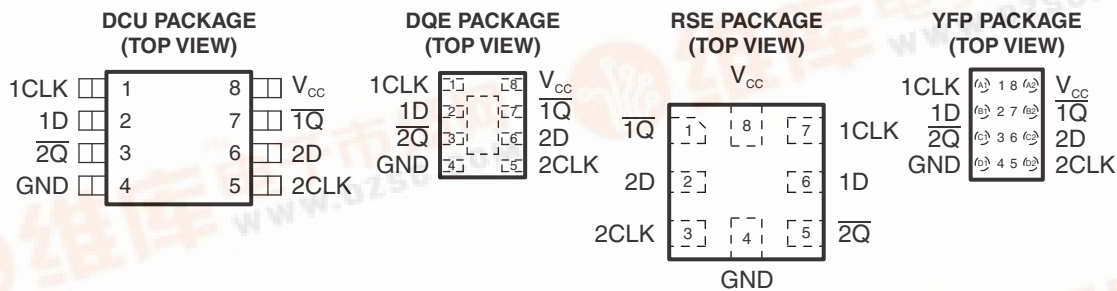 DCU PACKAGE
(TOP VIEW)
1CLK 1 8 VCC
1D 2 7 1Q̅
2Q̅ 3 6 2D
GND 4 5 2CLK
DQE PACKAGE
(TOP VIEW)
1CLK 1 8 VCC
1D 2 7 1Q̅
2Q̅ 3 6 2D
GND 4 5 2CLK
RSE PACKAGE
(TOP VIEW)
VCC
1Q̅ 1 8 7 1CLK
2D 2 6 1D
2CLK 3 4 5 2Q̅
GND
YFP PACKAGE
(TOP VIEW)
1CLK A1 1 8 A2 VCC
1D B1 2 7 B2 1Q̅
2Q̅ C1 3 6 C2 2D
GND D1 4 5 D2 2CLK